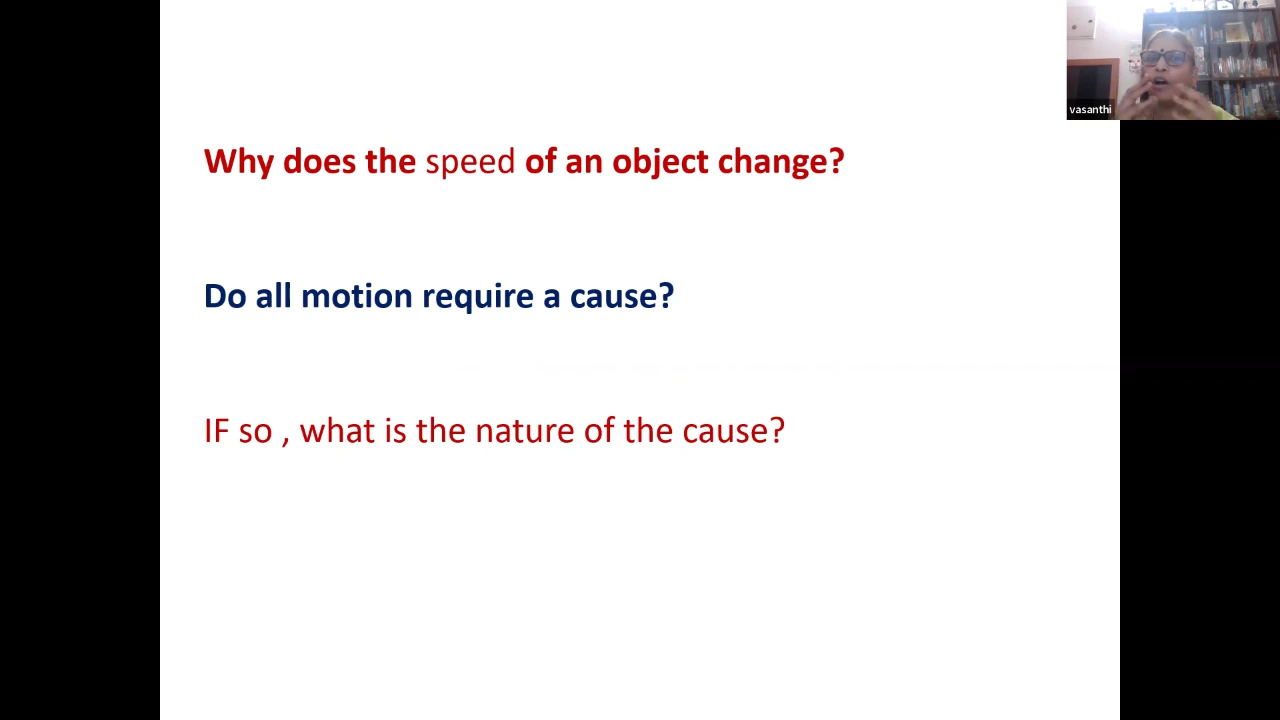 vasanthi
Why does the speed of an object change?
Do all motion require a cause?
IF so , what is the nature of the cause?